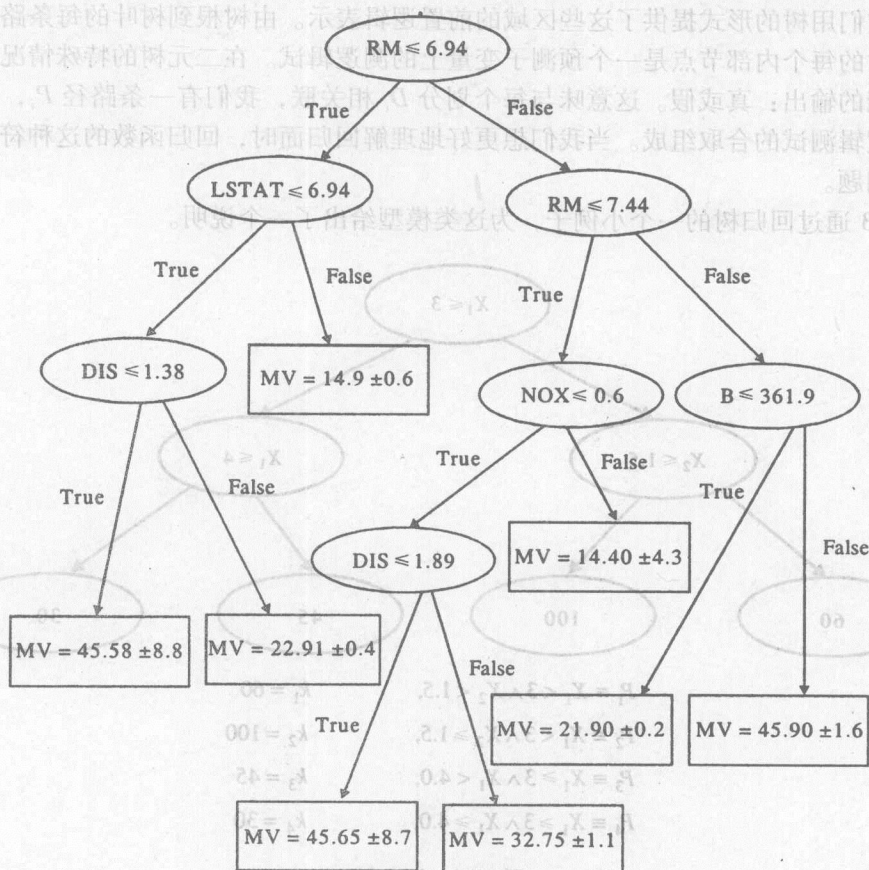 RM ≤ 6.94
True
False
LSTAT ≤ 6.94
RM ≤ 7.44
True
False
True
False
DIS ≤ 1.38
MV = 14.9 ±0.6
NOX ≤ 0.6
B ≤ 361.9
True
False
True
False
True
False
DIS ≤ 1.89
MV = 14.40 ±4.3
MV = 45.58 ±8.8
MV = 22.91 ±0.4
True
False
MV = 21.90 ±0.2
MV = 45.90 ±1.6
MV = 45.65 ±8.7
MV = 32.75 ±1.1